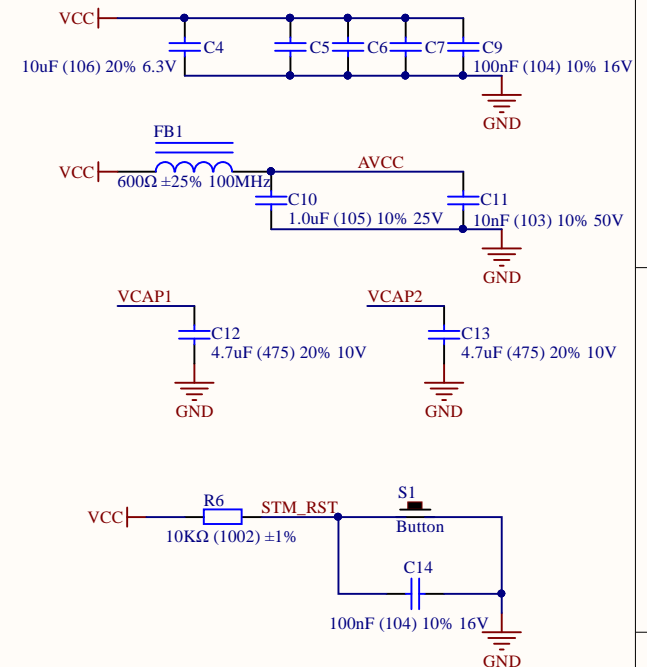 VCC C4 C5 C6 C7 C9
10uF (106) 20% 6.3V 100nF (104) 10% 16V
GND
FB1
VCC AVCC
600Ω ±25% 100MHz
C10 C11
1.0uF (105) 10% 25V 10nF (103) 10% 50V
GND
VCAP1 VCAP2
C12 C13
4.7uF (475) 20% 10V 4.7uF (475) 20% 10V
GND GND
R6 S1
VCC STM_RST
10KΩ (1002) ±1% Button
C14
100nF (104) 10% 16V
GND